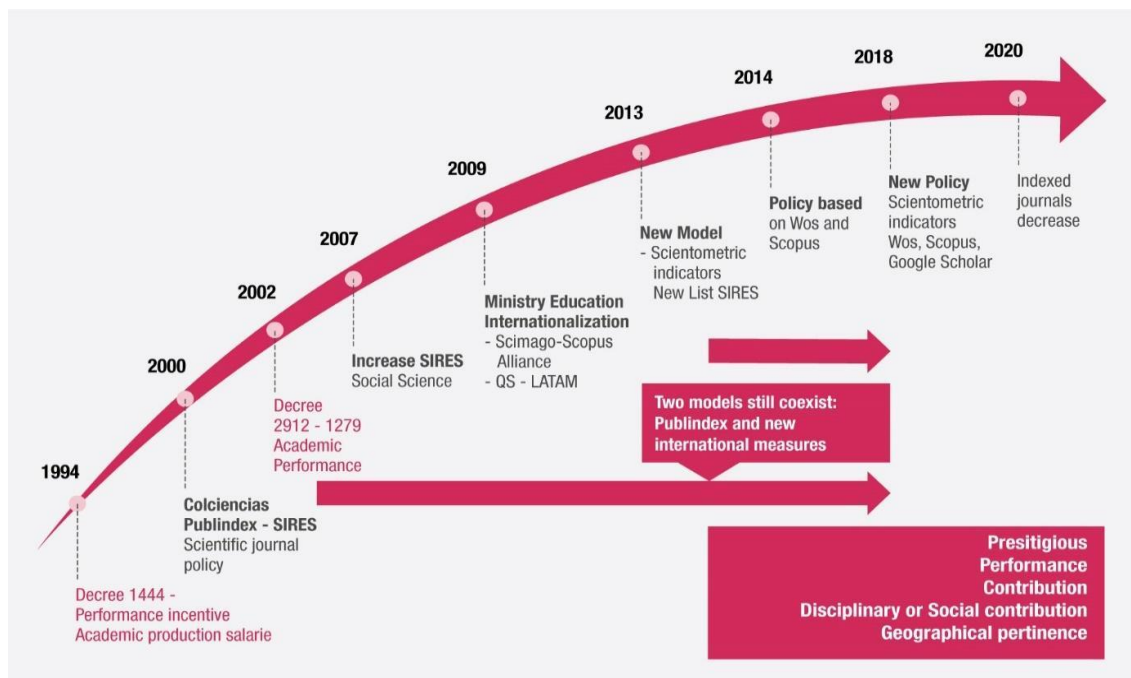 1994
Decree 1444 -
Performance incentive
Academic production salarie
2000
Colciencias
Publindex - SIRES
Scientific journal
policy
2002
Decree
2912 - 1279
Academic
Performance
2007
Increase SIRES
Social Science
2009
Ministry Education
Internationalization
- Scimago-Scopus
Alliance
- QS - LATAM
2013
New Model
- Scientometric
indicators
New List SIRES
2014
Policy based
on Wos and
Scopus
2018
New Policy
Scientometric
indicators
Wos, Scopus,
Google Scholar
2020
Indexed
journals
decrease
Two models still coexist:
Publindex and new
international measures
Presitigious
Performance
Contribution
Disciplinary or Social contribution
Geographical pertinence